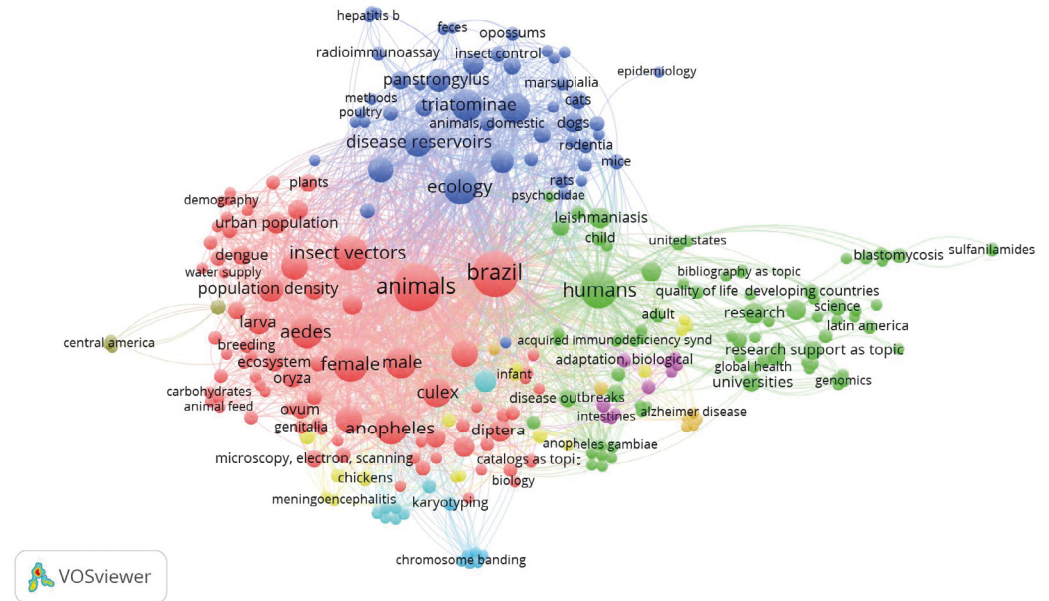 hepatitis b
feces
opossums
radioimmunoassay
insect control
epidemiology
panstrongylus
marsupialia
methods
triatominae
cats
poultry
animals, domestic
dogs
disease reservoirs
rodentia
mice
plants
ecology
rats
psychodidae
demography
urban population
leishmaniasis
child
united states
dengue
insect vectors
blastomycosis
sulfanilamides
water supply
brazil
bibliography as topic
population density
animals
humans
quality of life
developing countries
adult
science
larva
research
aedes
latin america
central america
breeding
acquired immunodeficiency synd
ecosystem
female
male
adaptation, biological
research support as topic
oryza
infant
global health
carbohydrates
universities
genomics
animal feed
culex
disease outbreaks
ovum
intestines
alzheimer disease
genitalia
anopheles
diptera
anopheles gambiae
microscopy, electron, scanning
catalogs as topic
chickens
biology
meningoencephalitis
karyotyping
chromosome banding
VOSviewer